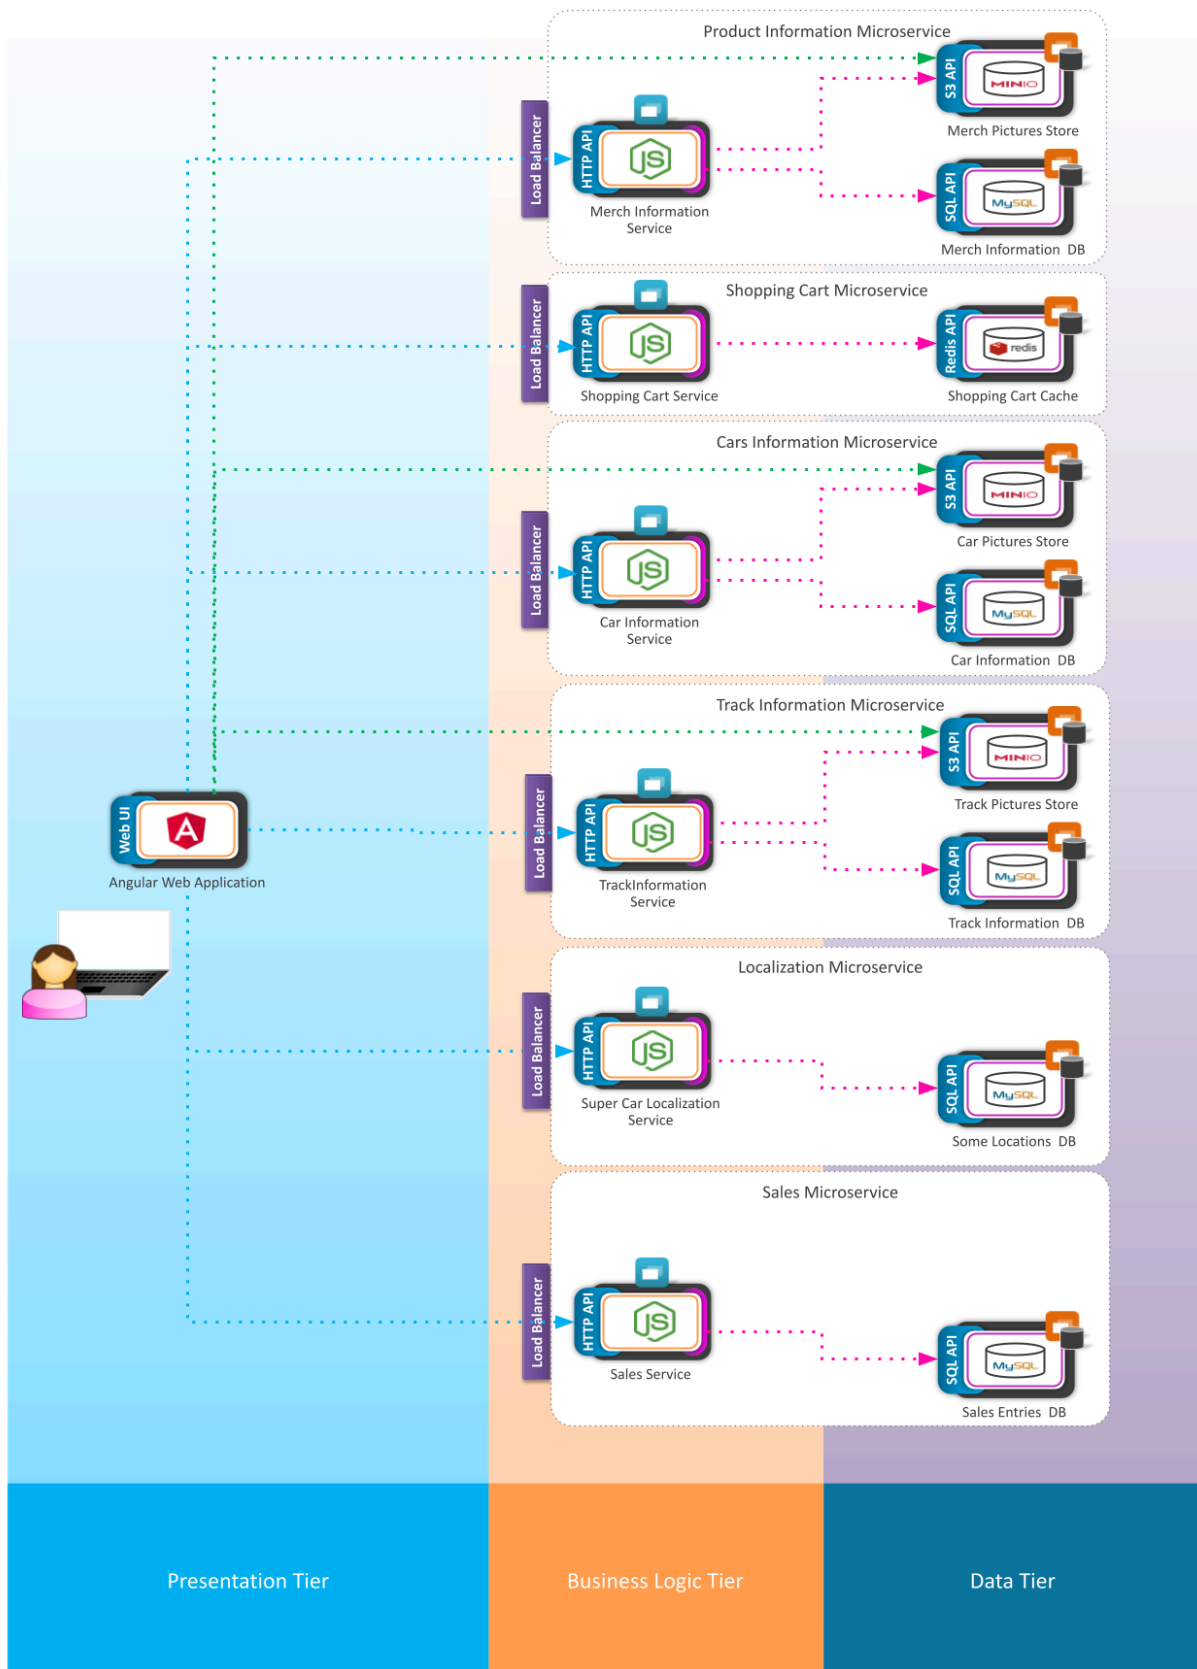 Product Information Microservice
Load Balancer
HTTP API
JS
Merch Information
Service
S3 API
MINIO
Merch Pictures Store
SQL API
MySQL
Merch Information DB
Shopping Cart Microservice
Load Balancer
HTTP API
JS
Shopping Cart Service
Redis API
redis
Shopping Cart Cache
Cars Information Microservice
Load Balancer
HTTP API
JS
Car Information
Service
S3 API
MINIO
Car Pictures Store
SQL API
MySQL
Car Information DB
Track Information Microservice
Load Balancer
HTTP API
JS
TrackInformation
Service
S3 API
MINIO
Track Pictures Store
SQL API
MySQL
Track Information DB
Web UI
A
Angular Web Application
Localization Microservice
Load Balancer
HTTP API
JS
Super Car Localization
Service
SQL API
MySQL
Some Locations DB
Sales Microservice
Load Balancer
HTTP API
JS
Sales Service
SQL API
MySQL
Sales Entries DB
Presentation Tier
Business Logic Tier
Data Tier